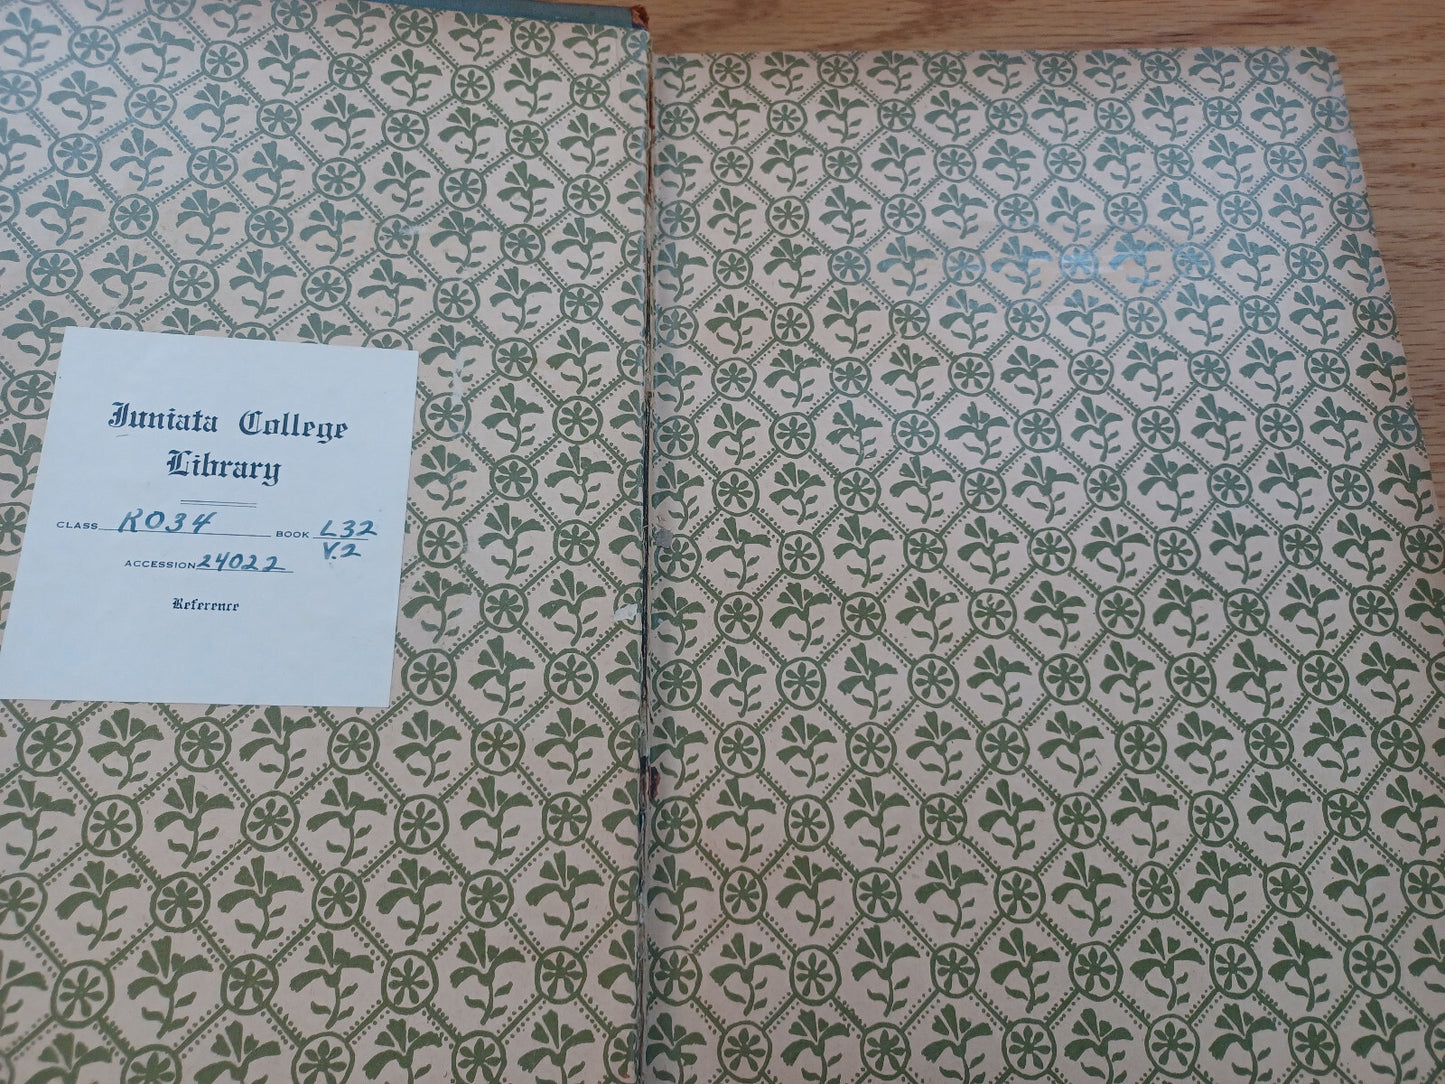 Juniata College
Library
CLASS R034 BOOK L32
V.2
ACCESSION 24022
Reference